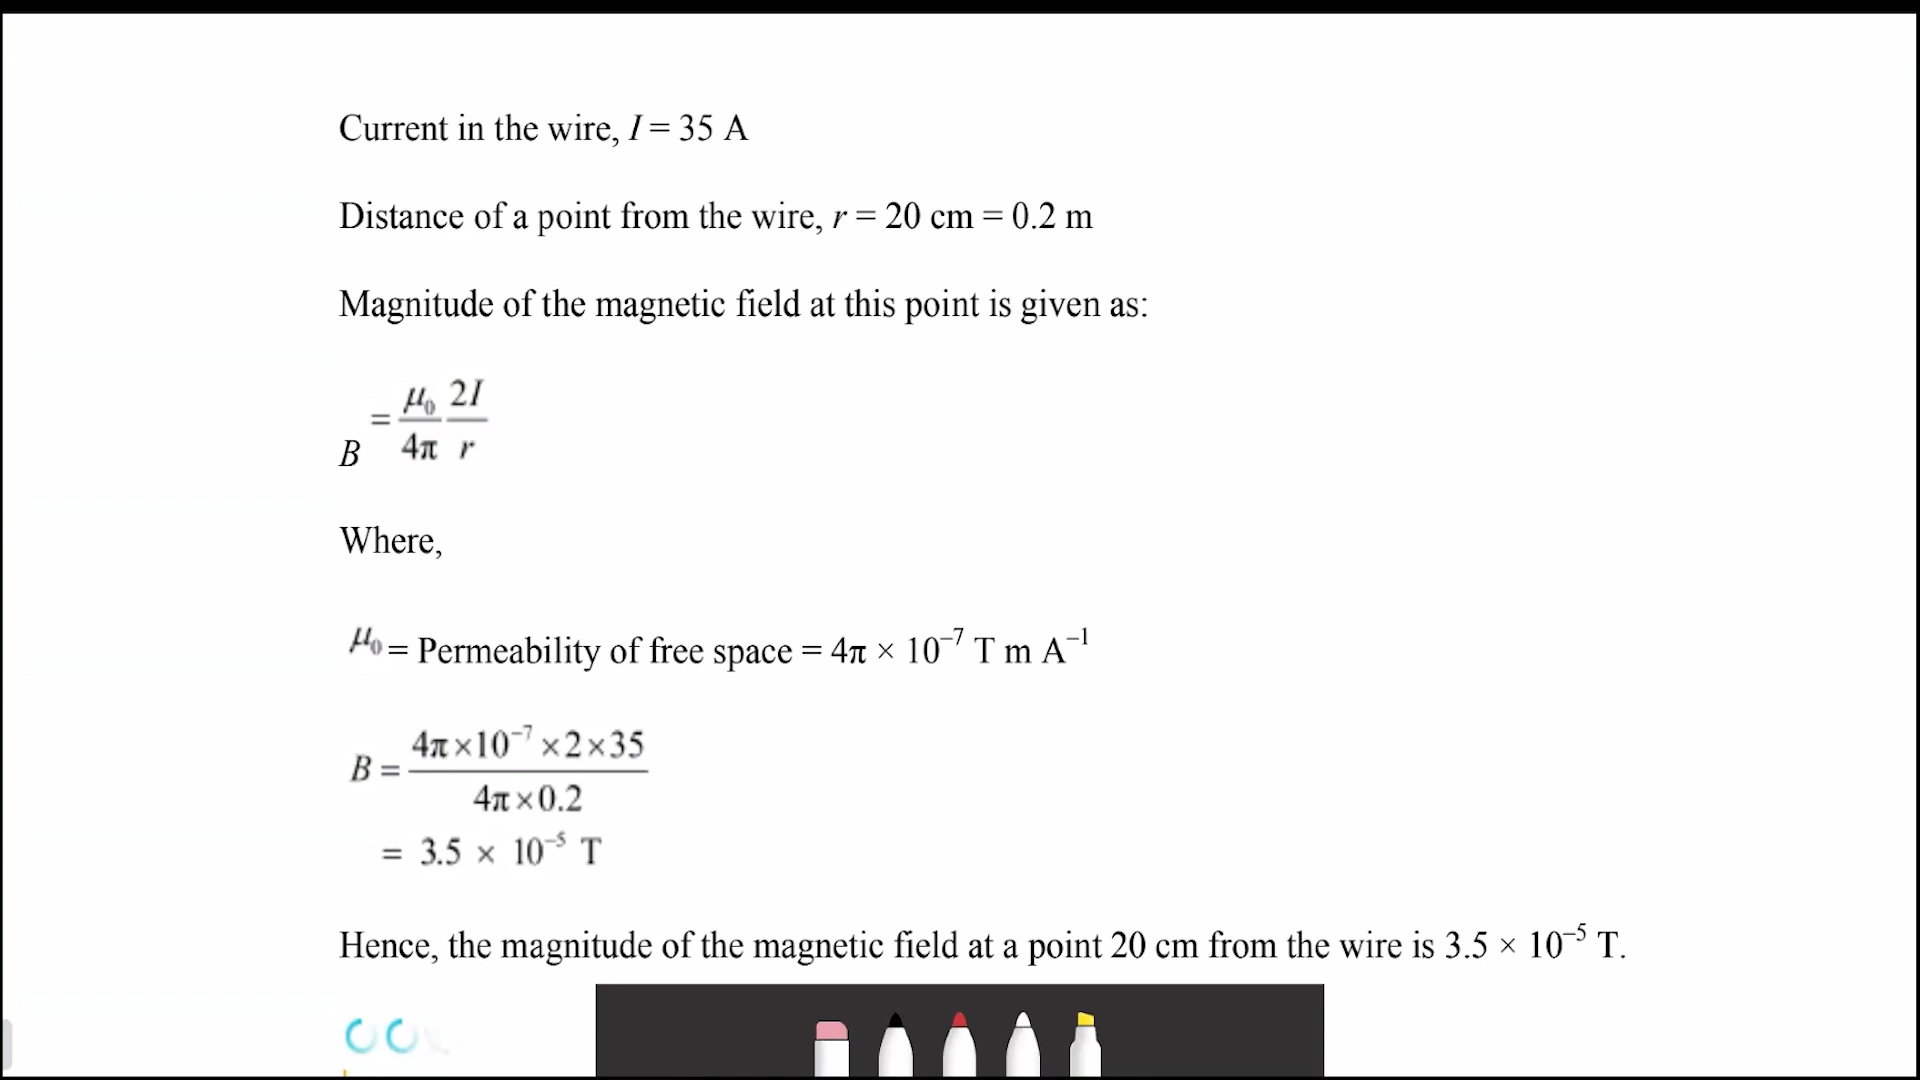 Current in the wire, I = 35 A
Distance of a point from the wire, r = 20 cm = 0.2 m
Magnitude of the magnetic field at this point is given as:
B = μ₀/4π 2I/r
Where,
μ₀ = Permeability of free space = 4π × 10⁻⁷ T m A⁻¹
B = 4π×10⁻⁷×2×35 / 4π×0.2
= 3.5 × 10⁻⁵ T
Hence, the magnitude of the magnetic field at a point 20 cm from the wire is 3.5 × 10⁻⁵ T.